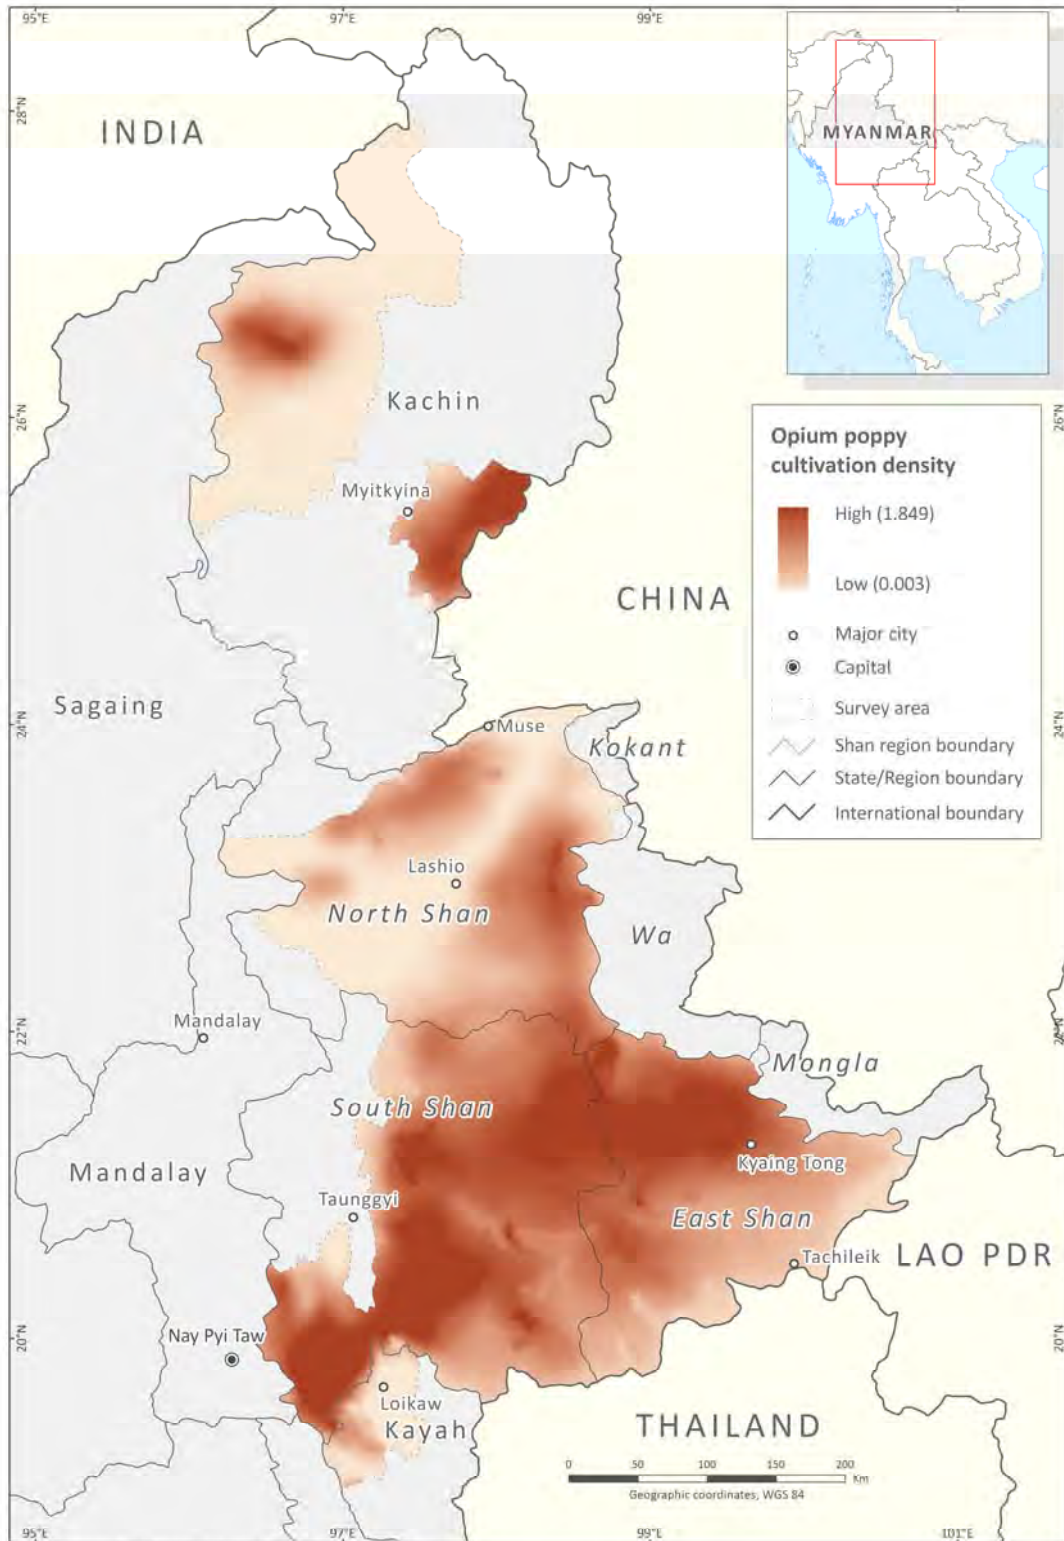 95°E
97°E
99°E
28°N
INDIA
MYANMAR
26°N
26°N
Kachin
Opium poppy
cultivation density
High (1.849)
Low (0.003)
Major city
Capital
Survey area
Shan region boundary
State/Region boundary
International boundary
Myitkyina
CHINA
Sagaing
24°N
24°N
Muse
Kokant
Lashio
North Shan
Wa
22°N
Mandalay
Mongla
South Shan
Mandalay
Kyaing Tong
Taunggyi
East Shan
LAO PDR
Tachileik
20°N
20°N
Nay Pyi Taw
Loikaw
Kayah
THAILAND
0 50 100 150 200
Km
Geographic coordinates, WGS 84
95°E
97°E
99°E
101°E